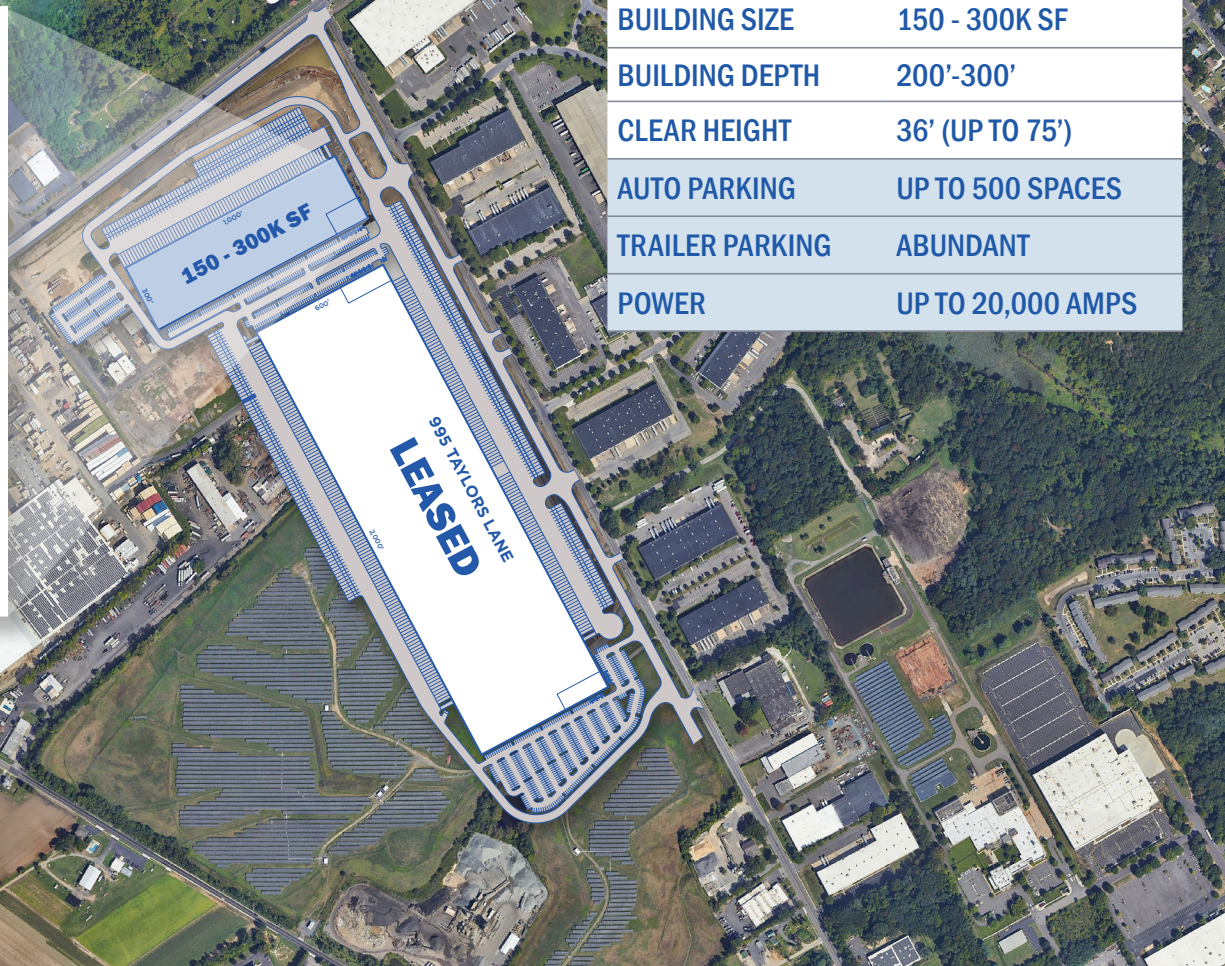 BUILDING SIZE 150 - 300K SF
BUILDING DEPTH 200’-300’
CLEAR HEIGHT 36’ (UP TO 75’)
AUTO PARKING UP TO 500 SPACES
TRAILER PARKING ABUNDANT
POWER UP TO 20,000 AMPS
1,000’
150 - 300K SF
300’
600’
995 TAYLORS LANE
LEASED
2,000’